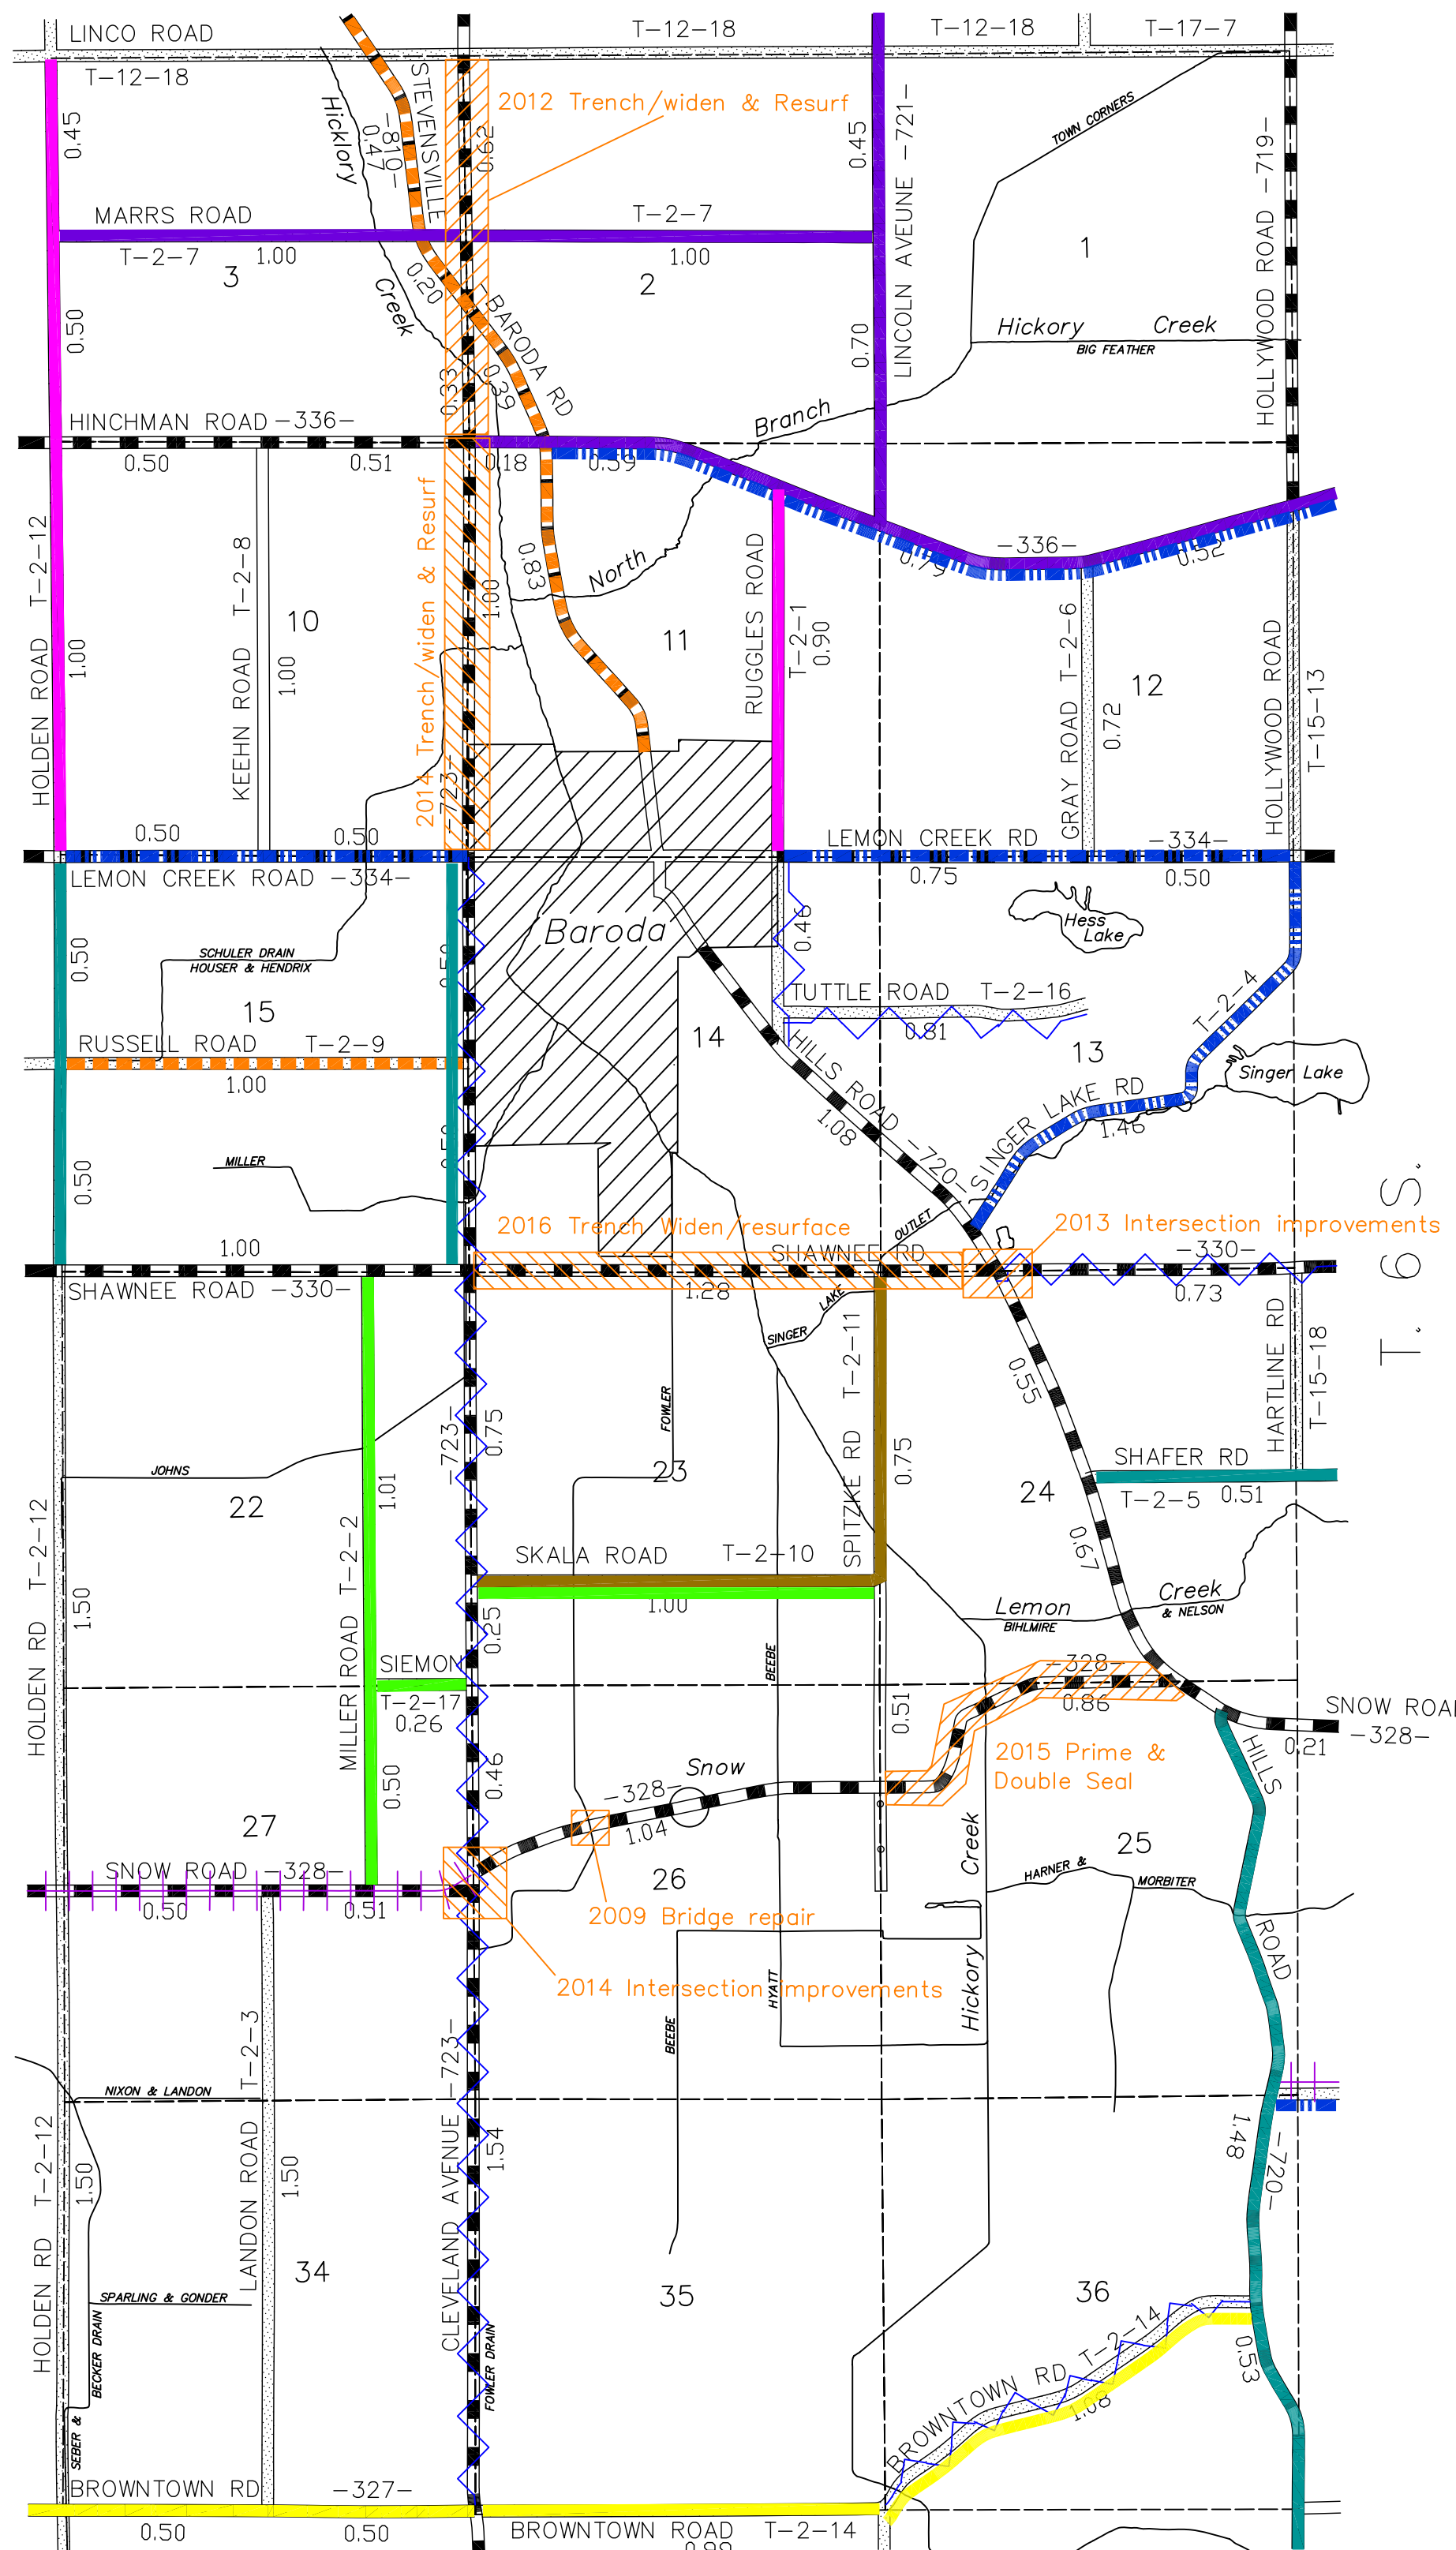 LINCO ROAD
T-12-18
T-12-18
T-17-7
T-12-18
STEVENSVILLE
-810-
0.47
Hicklory
0.45
2012 Trench/widen & Resurf
0.62
0.45
LINCOLN AVEUNE -721-
TOWN CORNERS
HOLLYWOOD ROAD -719-
MARRS ROAD
T-2-7
T-2-7
1.00
1.00
3
2
1
0.20
Creek
BARODA RD
0.50
0.70
Hickory
Creek
BIG FEATHER
0.33
0.39
Branch
HINCHMAN ROAD -336-
0.50
0.51
0.18
0.59
-336-
0.79
0.52
HOLDEN ROAD T-2-12
KEEHN ROAD T-2-8
2014 Trench/widen & Resurf
0.83
North
1.00
RUGGLES ROAD
T-2-1
0.90
GRAY ROAD T-2-6
0.72
HOLLYWOOD ROAD
T-15-13
10
11
12
1.00
1.00
-723-
0.50
0.50
LEMON CREEK RD
-334-
LEMON CREEK ROAD -334-
0.75
0.50
Baroda
0.46
Hess
Lake
SCHULER DRAIN
HOUSER & HENDRIX
0.50
0.50
15
TUTTLE ROAD
T-2-16
0.81
T-2-4
RUSSELL ROAD
T-2-9
1.00
14
13
HILLS ROAD
-720-
1.08
SINGER LAKE RD
1.46
Singer Lake
MILLER
0.50
0.50
T. 6 S.
2016 Trench Widen/resurface
OUTLET
2013 Intersection improvements
1.00
SHAWNEE RD
-330-
SHAWNEE ROAD -330-
1.28
0.73
SINGER
LAKE
SPITZKE RD T-2-11
0.55
HARTLINE RD
T-15-18
FOWLER
-723-
0.75
0.75
JOHNS
1.01
22
23
24
SHAFER RD
T-2-5
0.51
HOLDEN RD T-2-12
1.50
MILLER ROAD T-2-2
SKALA ROAD
T-2-10
1.00
0.67
0.25
Lemon
Creek
BIHLMIRE
& NELSON
SIEMON
T-2-17
0.26
BEEBE
-328-
0.86
0.51
SNOW ROA
-328-
0.21
2015 Prime &
Double Seal
Snow
-328-
1.04
0.46
0.50
HILLS
27
26
25
SNOW ROAD -328-
0.50
0.51
Creek
HARNER &
MORBITER
2009 Bridge repair
2014 Intersection improvements
HYATT
BEEBE
Hickory
ROAD
LANDON ROAD T-2-3
CLEVELAND AVENUE -723-
NIXON & LANDON
HOLDEN RD T-2-12
1.50
1.50
1.54
1.48
-720-
34
35
36
SPARLING & GONDER
BECKER DRAIN
SEBER &
FOWLER DRAIN
BROWNTOWN RD T-2-14
1.08
0.53
BROWNTOWN RD
-327-
0.50
0.50
BROWNTOWN ROAD
T-2-14